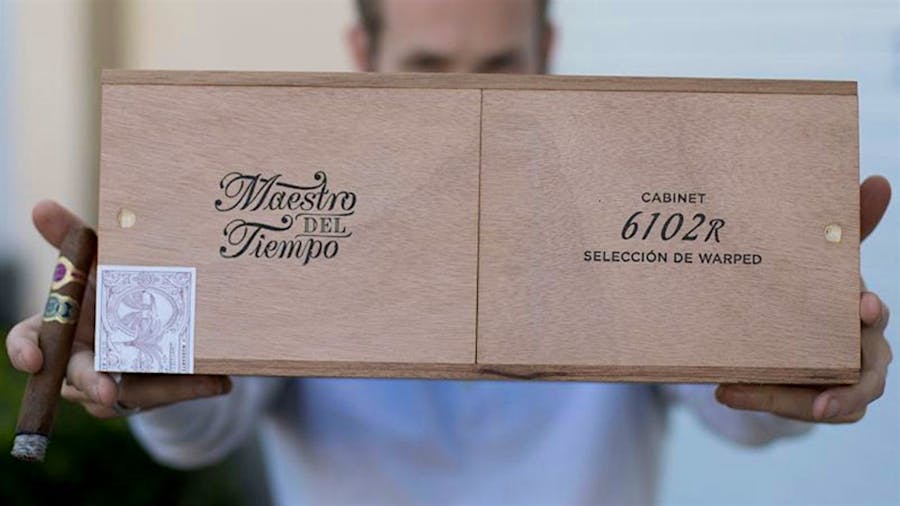 Maestro
DEL
Tiempo
CABINET
6102R
SELECCIÓN DE WARPED